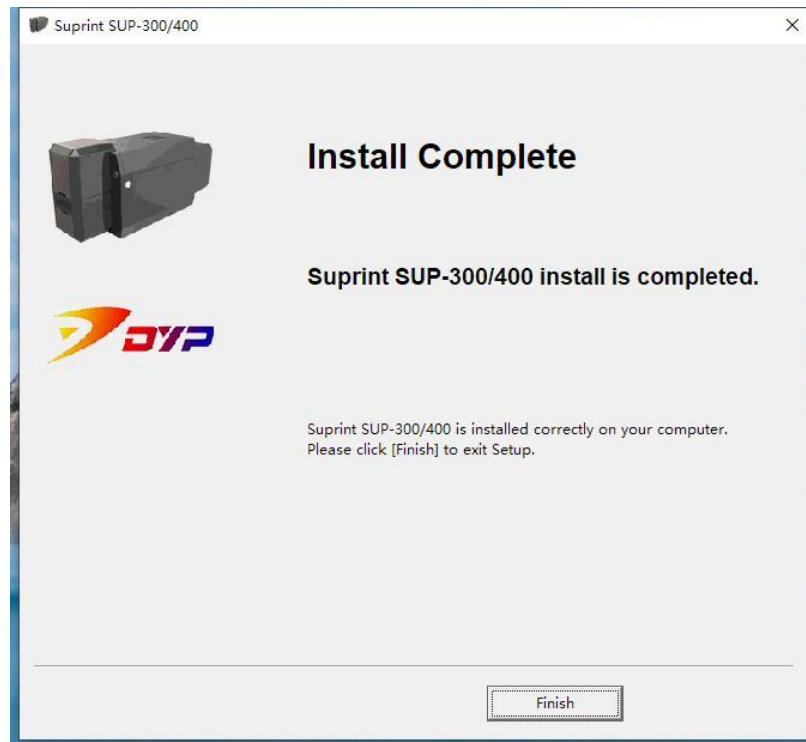 Suprint SUP-300/400
Install Complete
Suprint SUP-300/400 install is completed.
DYP
Suprint SUP-300/400 is installed correctly on your computer.
Please click [Finish] to exit Setup.
Finish